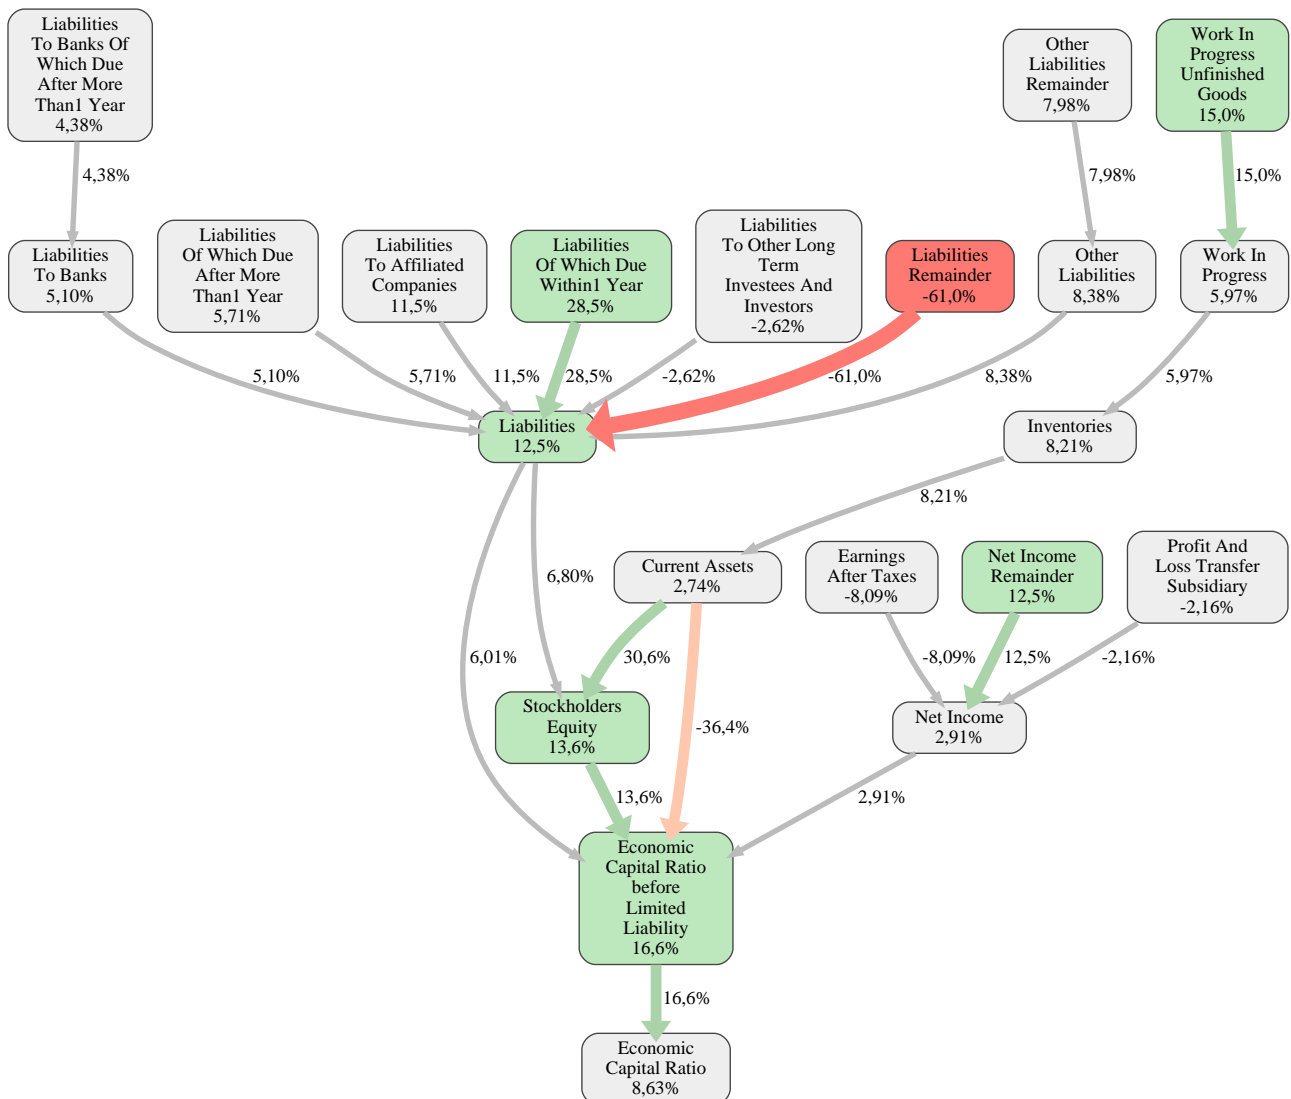 Liabilities
To Banks Of
Which Due
After More
Than1 Year
4,38%
Other
Liabilities
Remainder
7,98%
Work In
Progress
Unfinished
Goods
15,0%
4,38%
7,98%
15,0%
Liabilities
To Banks
5,10%
Liabilities
Of Which Due
After More
Than1 Year
5,71%
Liabilities
To Affiliated
Companies
11,5%
Liabilities
Of Which Due
Within1 Year
28,5%
Liabilities
To Other Long
Term
Investees And
Investors
-2,62%
Liabilities
Remainder
-61,0%
Other
Liabilities
8,38%
Work In
Progress
5,97%
5,10%
5,71%
11,5%
28,5%
-2,62%
-61,0%
8,38%
5,97%
Liabilities
12,5%
Inventories
8,21%
8,21%
Current Assets
2,74%
Earnings
After Taxes
-8,09%
Net Income
Remainder
12,5%
Profit And
Loss Transfer
Subsidiary
-2,16%
6,80%
6,01%
30,6%
-8,09%
12,5%
-2,16%
Stockholders
Equity
13,6%
-36,4%
Net Income
2,91%
13,6%
2,91%
Economic
Capital Ratio
before
Limited
Liability
16,6%
16,6%
Economic
Capital Ratio
8,63%